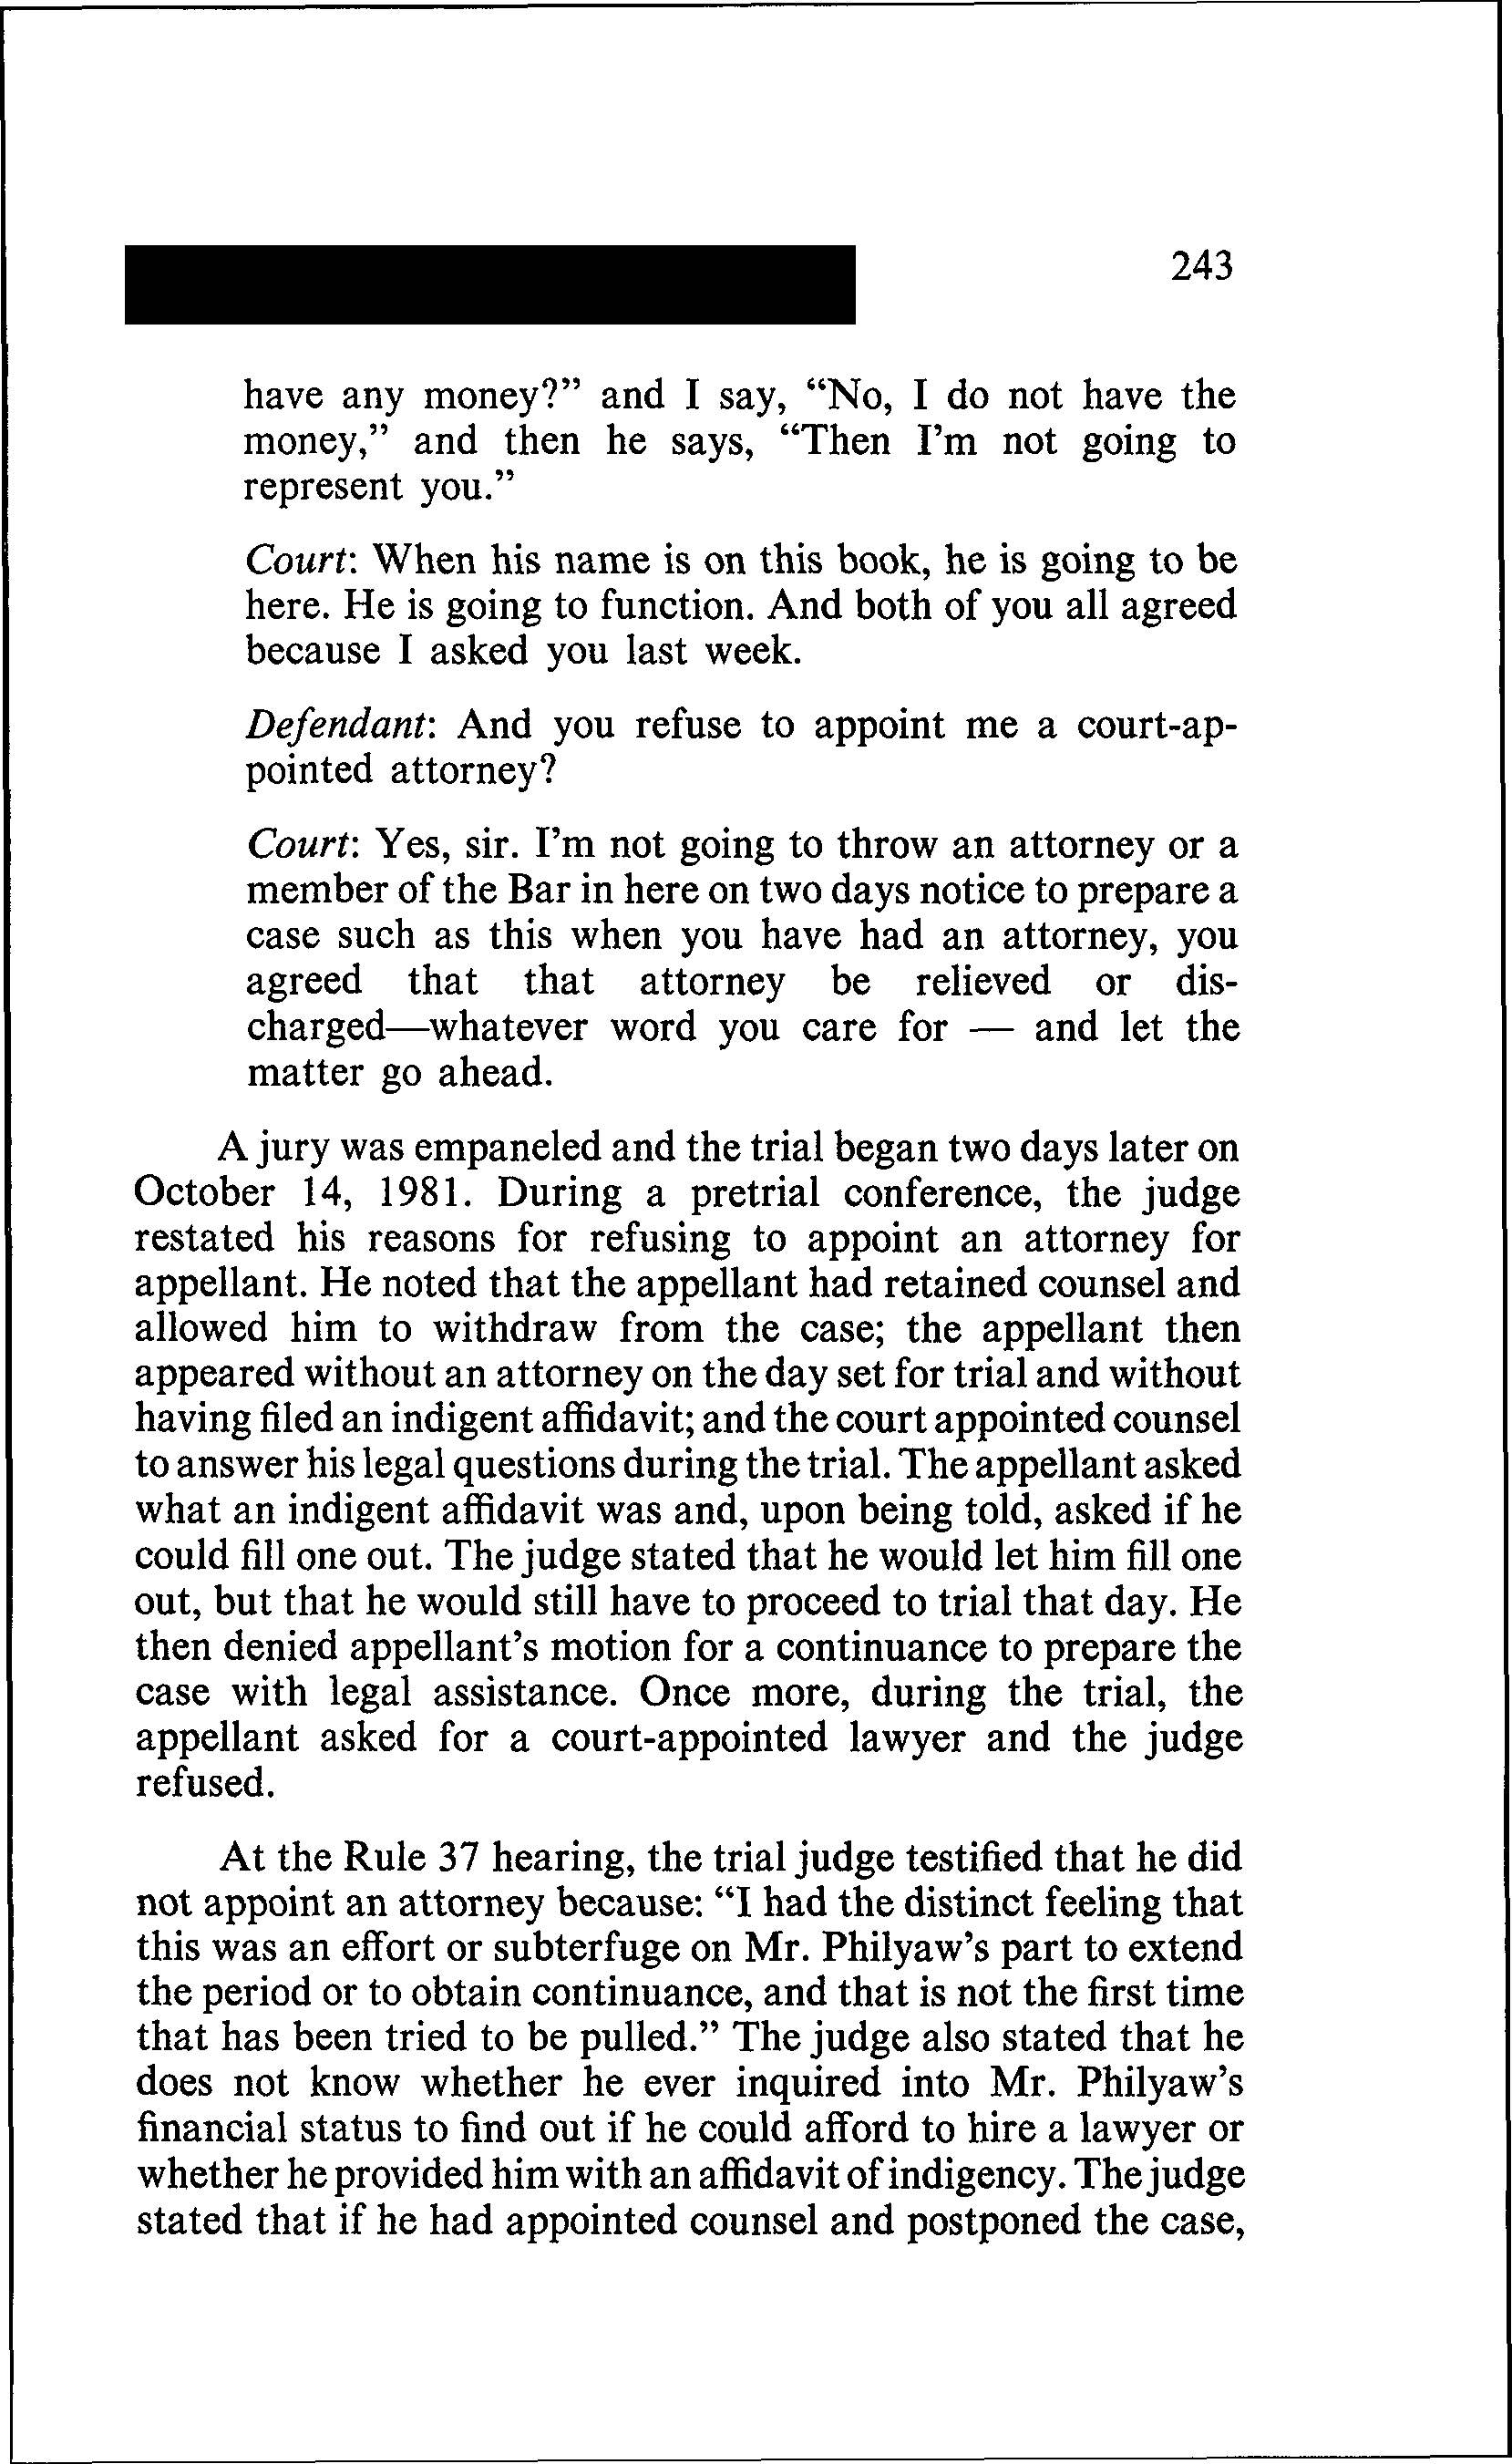 243
have any money?” and I say, “No, I do not have the
money,” and then he says, “Then I’m not going to
represent you.”
Court: When his name is on this book, he is going to be
here. He is going to function. And both of you all agreed
because I asked you last week.
Defendant: And you refuse to appoint me a court-ap-
pointed attorney?
Court: Yes, sir. I’m not going to throw an attorney or a
member of the Bar in here on two days notice to prepare a
case such as this when you have had an attorney, you
agreed that that attorney be relieved or dis-
charged—whatever word you care for — and let the
matter go ahead.
A jury was empaneled and the trial began two days later on
October 14, 1981. During a pretrial conference, the judge
restated his reasons for refusing to appoint an attorney for
appellant. He noted that the appellant had retained counsel and
allowed him to withdraw from the case; the appellant then
appeared without an attorney on the day set for trial and without
having filed an indigent affidavit; and the court appointed counsel
to answer his legal questions during the trial. The appellant asked
what an indigent affidavit was and, upon being told, asked if he
could fill one out. The judge stated that he would let him fill one
out, but that he would still have to proceed to trial that day. He
then denied appellant’s motion for a continuance to prepare the
case with legal assistance. Once more, during the trial, the
appellant asked for a court-appointed lawyer and the judge
refused.
At the Rule 37 hearing, the trial judge testified that he did
not appoint an attorney because: “I had the distinct feeling that
this was an effort or subterfuge on Mr. Philyaw’s part to extend
the period or to obtain continuance, and that is not the first time
that has been tried to be pulled.” The judge also stated that he
does not know whether he ever inquired into Mr. Philyaw’s
financial status to find out if he could afford to hire a lawyer or
whether he provided him with an affidavit of indigency. The judge
stated that if he had appointed counsel and postponed the case,